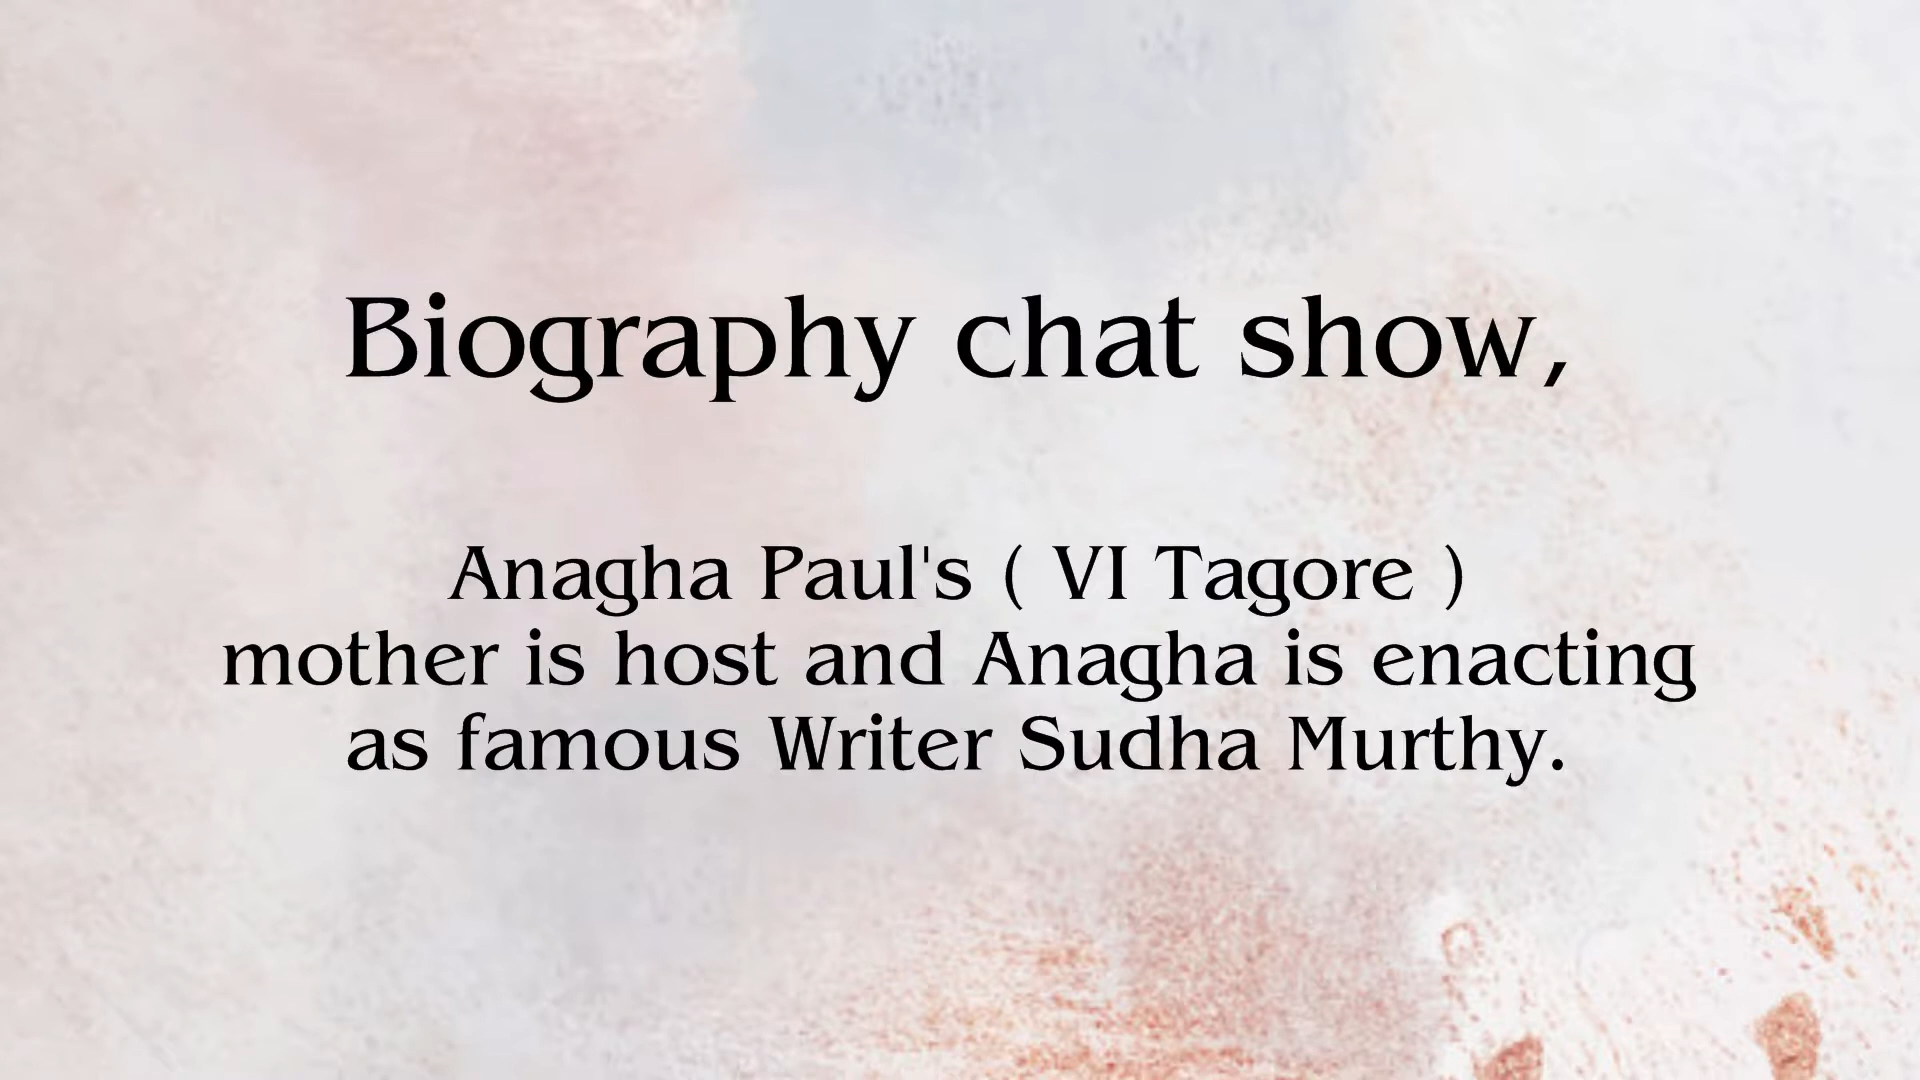 Biography chat show,
Anagha Paul's ( VI Tagore )
mother is host and Anagha is enacting
as famous Writer Sudha Murthy.